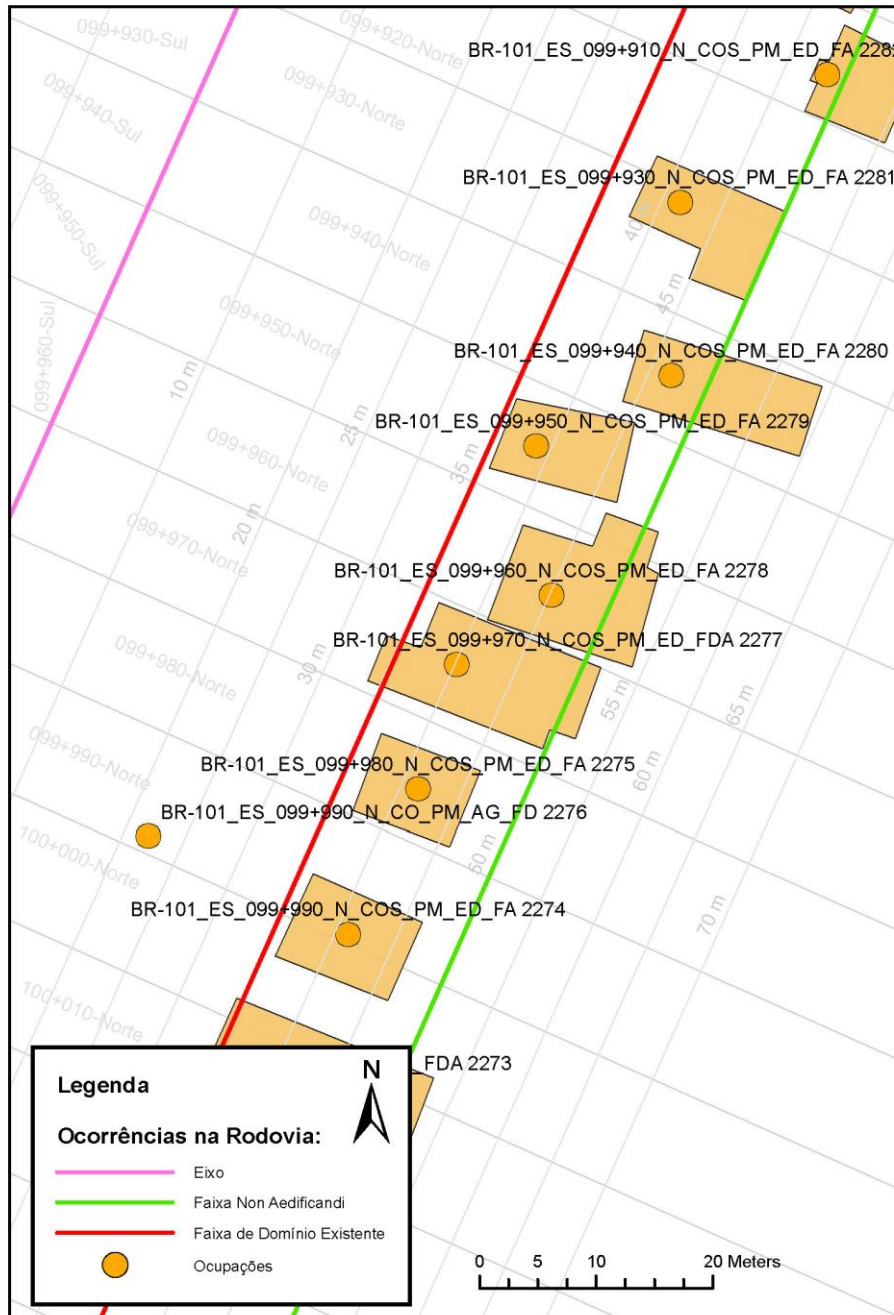 099+930-Sul
099+920-Norte
BR-101_ES_099+910_N_COS_PM_ED_FA 2282
099+940-Sul
099+930-Norte
BR-101_ES_099+930_N_COS_PM_ED_FA 2281
099+950-Sul
099+940-Norte
40 m
45 m
099+960-Sul
099+950-Norte
BR-101_ES_099+940_N_COS_PM_ED_FA 2280
10 m
25 m
BR-101_ES_099+950_N_COS_PM_ED_FA 2279
099+960-Norte
35 m
20 m
099+970-Norte
BR-101_ES_099+960_N_COS_PM_ED_FA 2278
BR-101_ES_099+970_N_COS_PM_ED_FDA 2277
099+980-Norte
30 m
55 m
65 m
099+990-Norte
60 m
BR-101_ES_099+980_N_COS_PM_ED_FA 2275
BR-101_ES_099+990_N_CO_PM_AG_FD 2276
100+000-Norte
50 m
BR-101_ES_099+990_N_COS_PM_ED_FA 2274
70 m
100+010-Norte
_FDA 2273
Legenda
N
Ocorrências na Rodovia:
Eixo
Faixa Non Aedificandi
Faixa de Domínio Existente
Ocupações
0 5 10 20 Meters